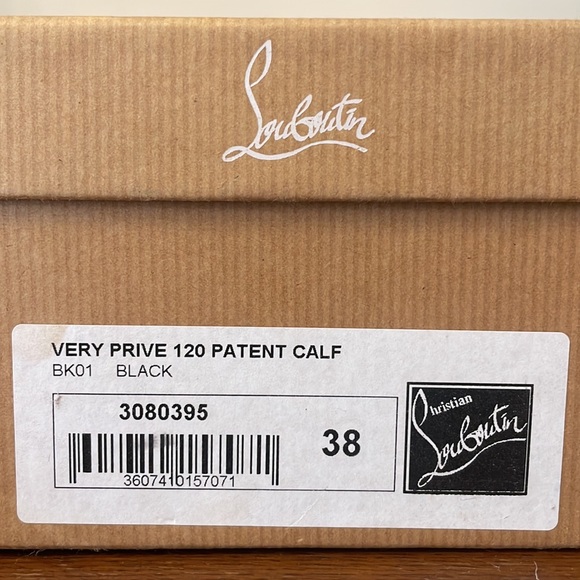 Louboutin
VERY PRIVE 120 PATENT CALF
BK01 BLACK
3080395
38
3607410157071
Christian
Louboutin